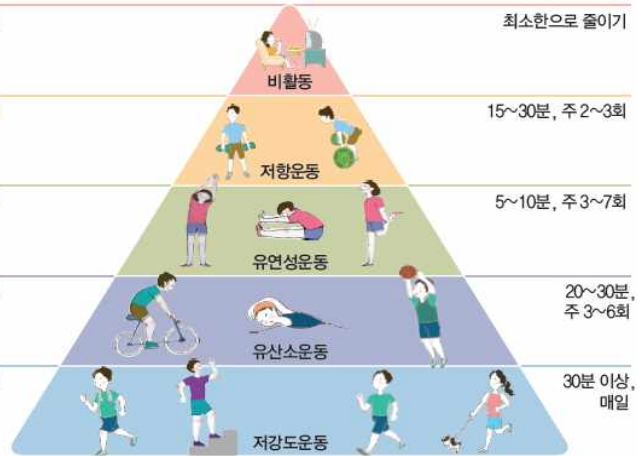 최소한으로 줄이기
비활동
15~30분, 주 2~3회
저항운동
5~10분, 주 3~7회
유연성운동
20~30분,
주 3~6회
유산소운동
30분 이상,
매일
저강도운동